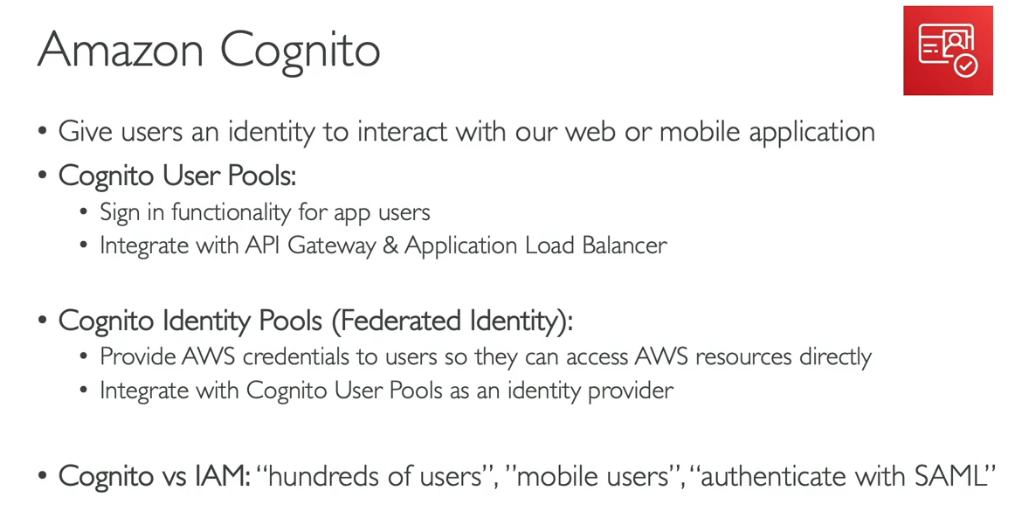 Amazon Cognito
• Give users an identity to interact with our web or mobile application
• Cognito User Pools:
• Sign in functionality for app users
• Integrate with API Gateway & Application Load Balancer
• Cognito Identity Pools (Federated Identity):
• Provide AWS credentials to users so they can access AWS resources directly
• Integrate with Cognito User Pools as an identity provider
• Cognito vs IAM: “hundreds of users”, ”mobile users”, “authenticate with SAML”